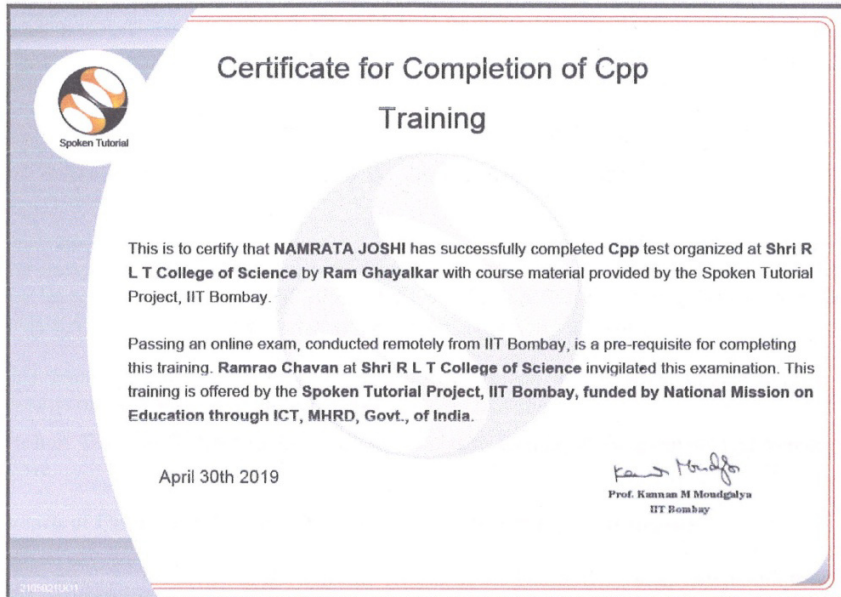 Certificate for Completion of Cpp
Training
Spoken Tutorial
This is to certify that NAMRATA JOSHI has successfully completed Cpp test organized at Shri R
L T College of Science by Ram Ghayalkar with course material provided by the Spoken Tutorial
Project, IIT Bombay.
Passing an online exam, conducted remotely from IIT Bombay, is a pre-requisite for completing
this training. Ramrao Chavan at Shri R L T College of Science invigilated this examination. This
training is offered by the Spoken Tutorial Project, IIT Bombay, funded by National Mission on
Education through ICT, MHRD, Govt., of India.
April 30th 2019
Prof. Kannan M Moudgalya
IIT Bombay